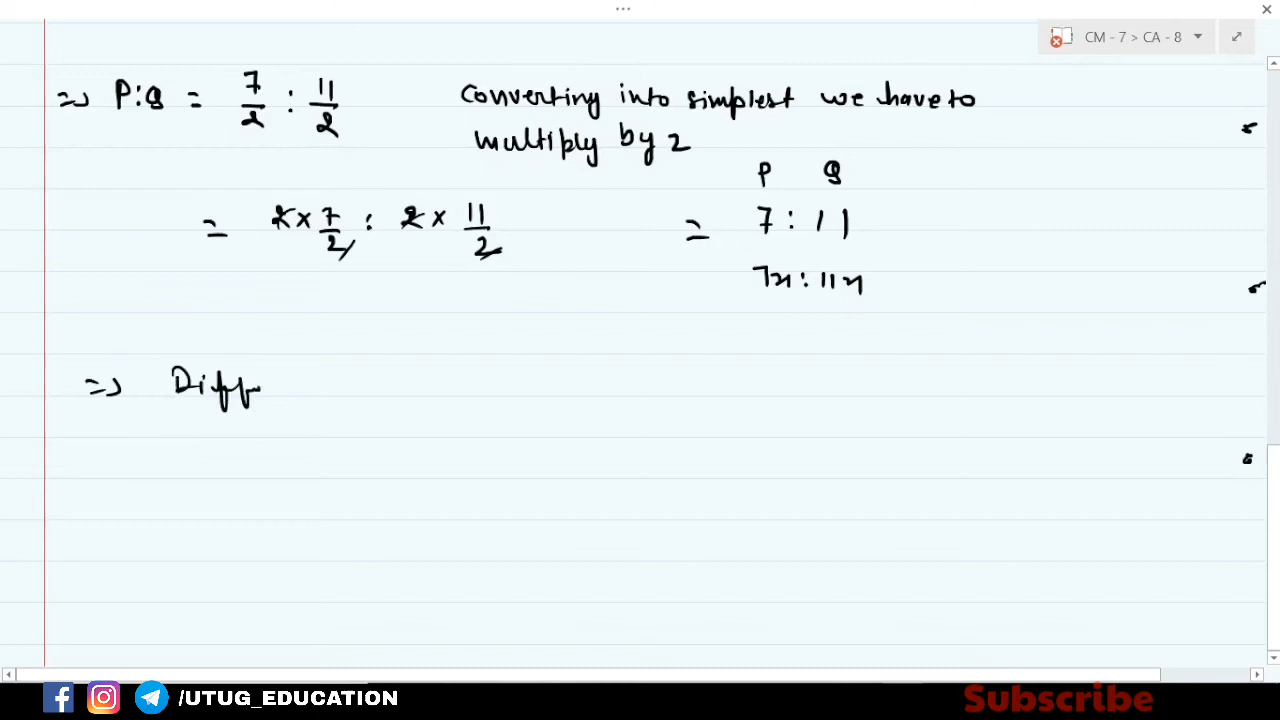 CM - 7 > CA - 8
=> P:Q = 7/2 : 11/2 Converting into simplest we have to
multiply by 2
P Q
= 2 × 7/2 : 2 × 11/2 = 7 : 11
7x : 11x
=> Diff
/UTUG_EDUCATION
Subscribe